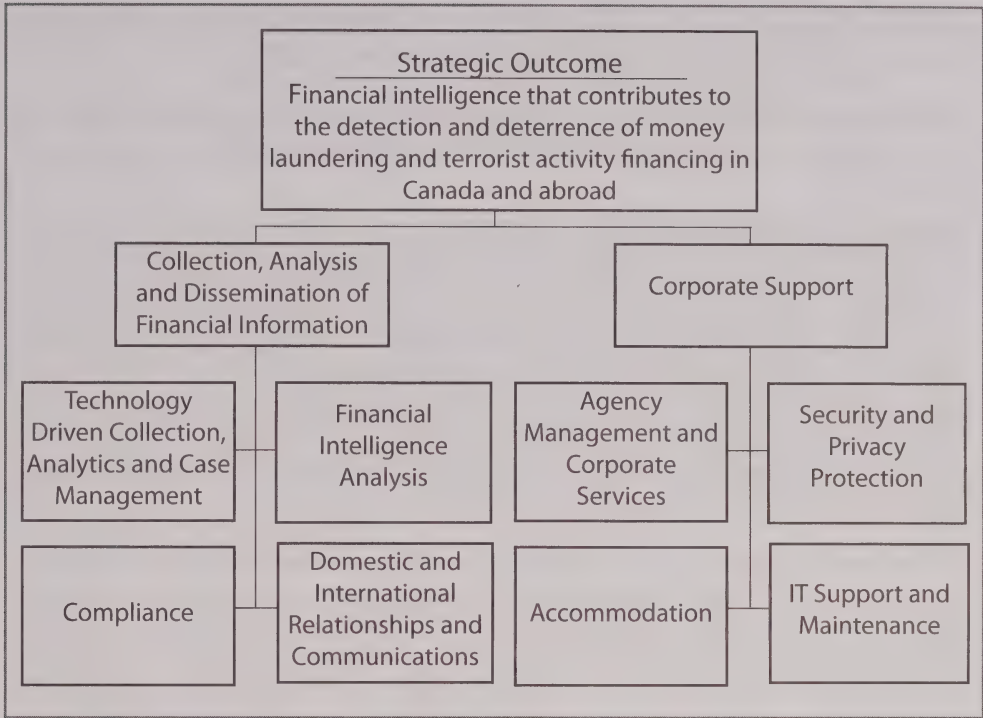 Strategic Outcome
Financial intelligence that contributes to
the detection and deterrence of money
laundering and terrorist activity financing in
Canada and abroad
Collection, Analysis
and Dissemination of
Financial Information
Corporate Support
Technology
Driven Collection,
Analytics and Case
Management
Financial
Intelligence
Analysis
Agency
Management and
Corporate
Services
Security and
Privacy
Protection
Compliance
Domestic and
International
Relationships and
Communications
Accommodation
IT Support and
Maintenance